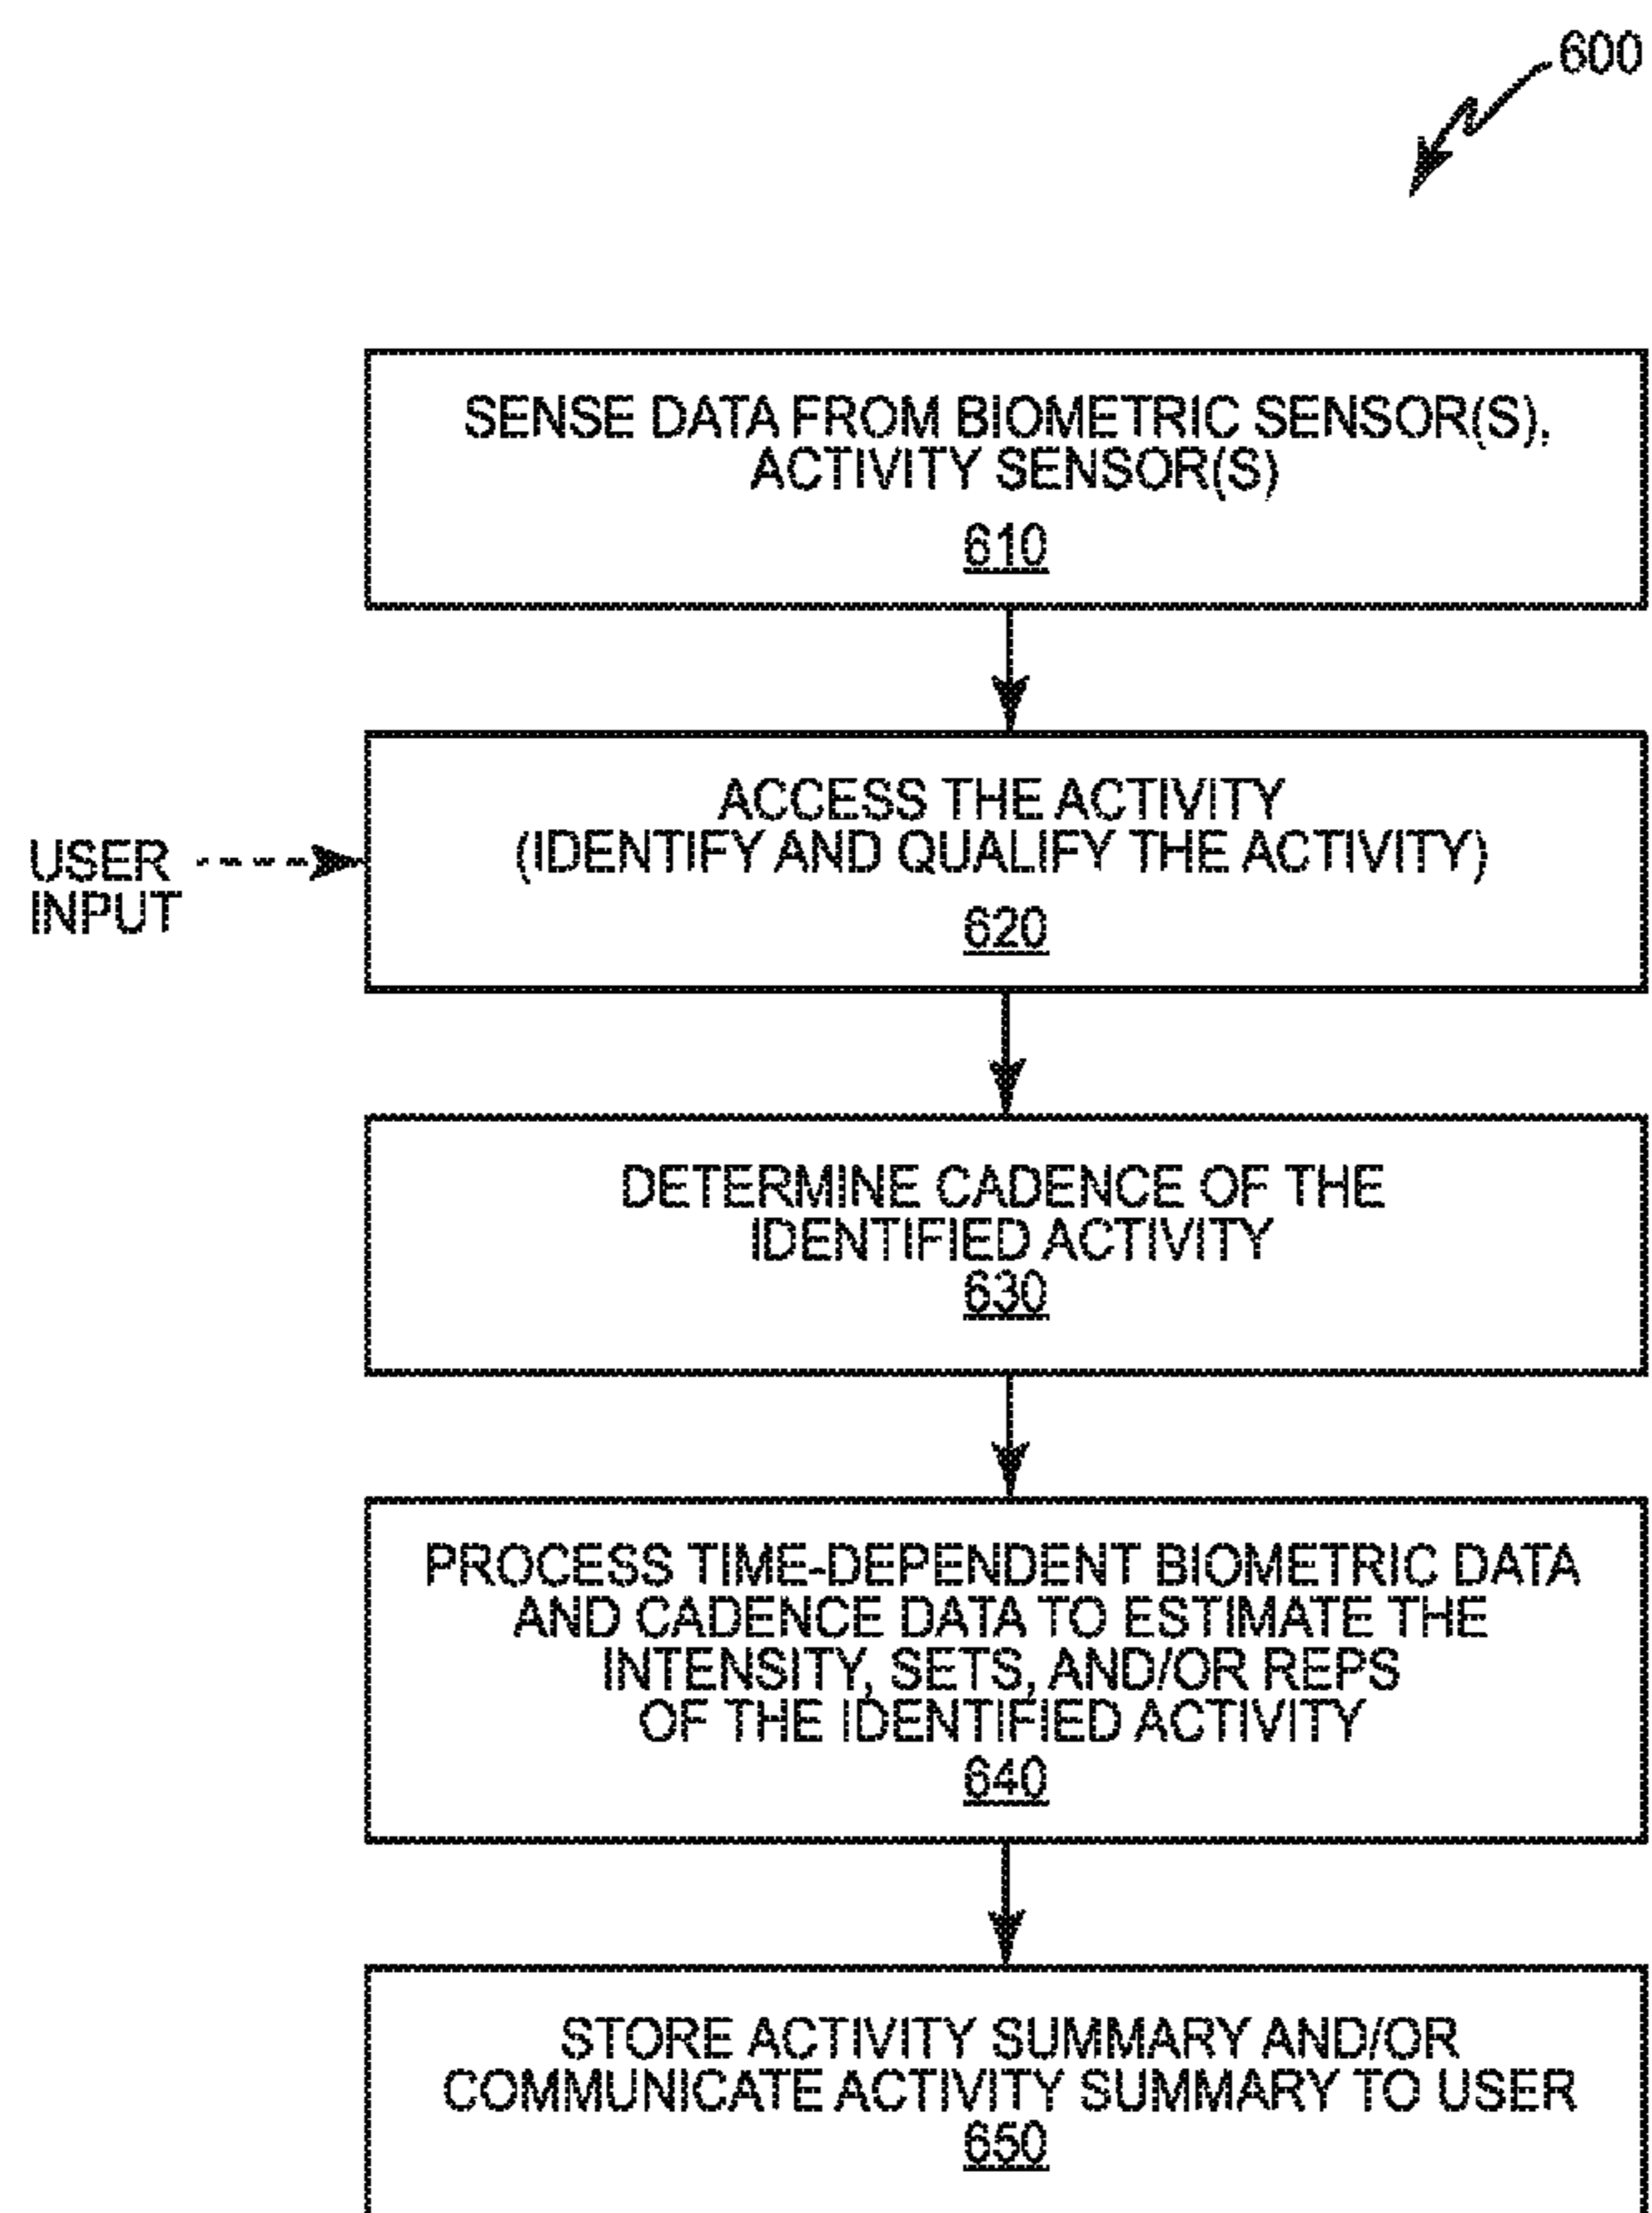 600
SENSE DATA FROM BIOMETRIC SENSOR(S),
ACTIVITY SENSOR(S)
610
ACCESS THE ACTIVITY
(IDENTIFY AND QUALIFY THE ACTIVITY)
620
USER
INPUT
DETERMINE CADENCE OF THE
IDENTIFIED ACTIVITY
630
PROCESS TIME-DEPENDENT BIOMETRIC DATA
AND CADENCE DATA TO ESTIMATE THE
INTENSITY, SETS, AND/OR REPS
OF THE IDENTIFIED ACTIVITY
640
STORE ACTIVITY SUMMARY AND/OR
COMMUNICATE ACTIVITY SUMMARY TO USER
650